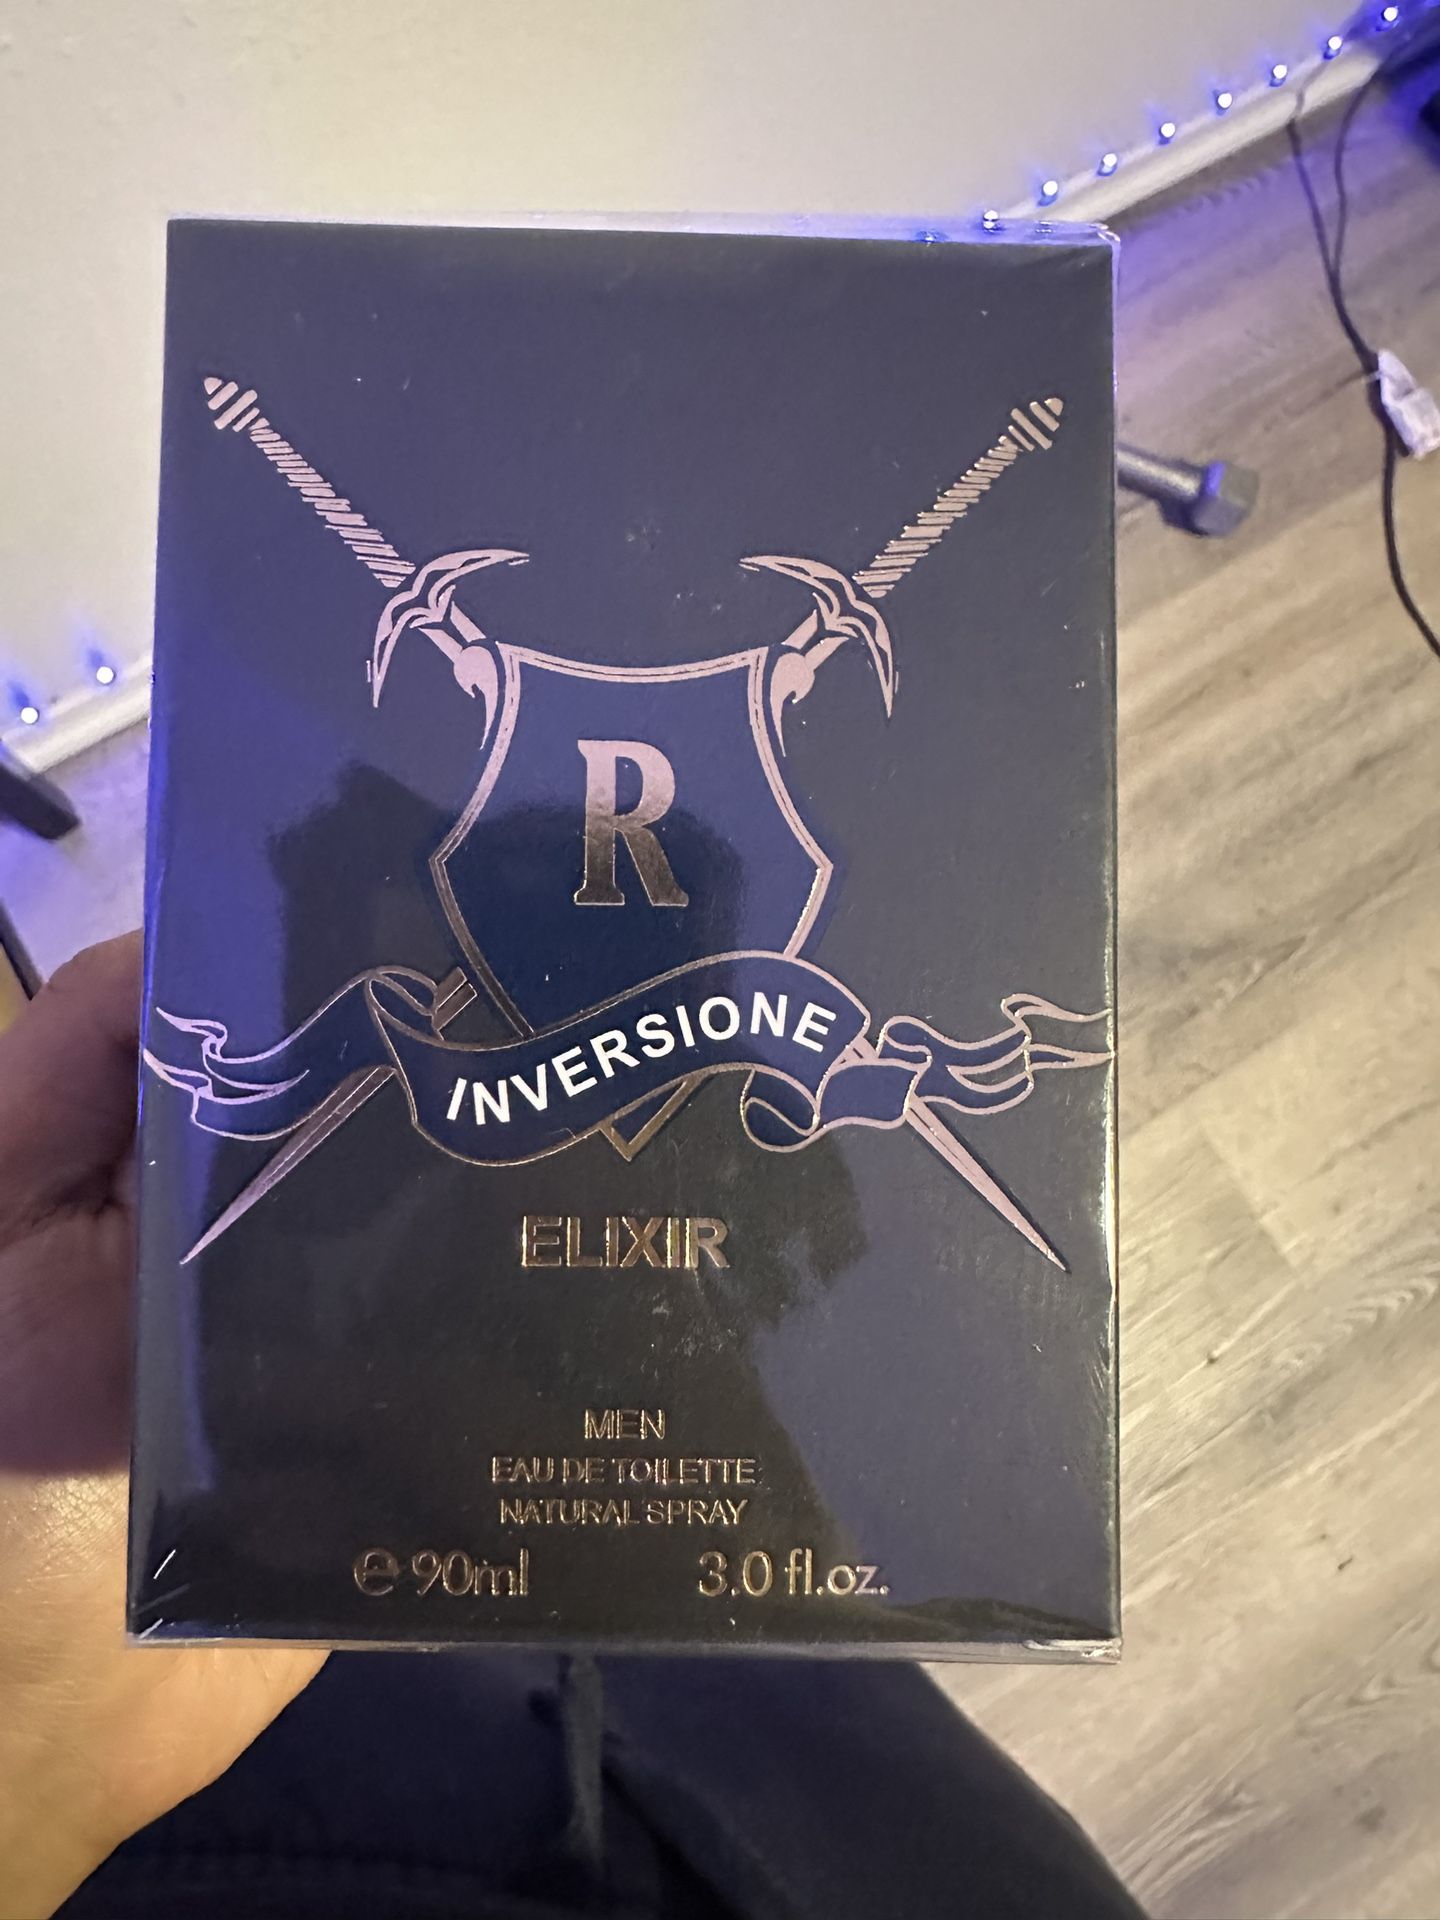 R
INVERSIONE
ELIXIR
MEN
EAU DE TOILETTE
NATURAL SPRAY
e 90ml 3.0 fl.oz.